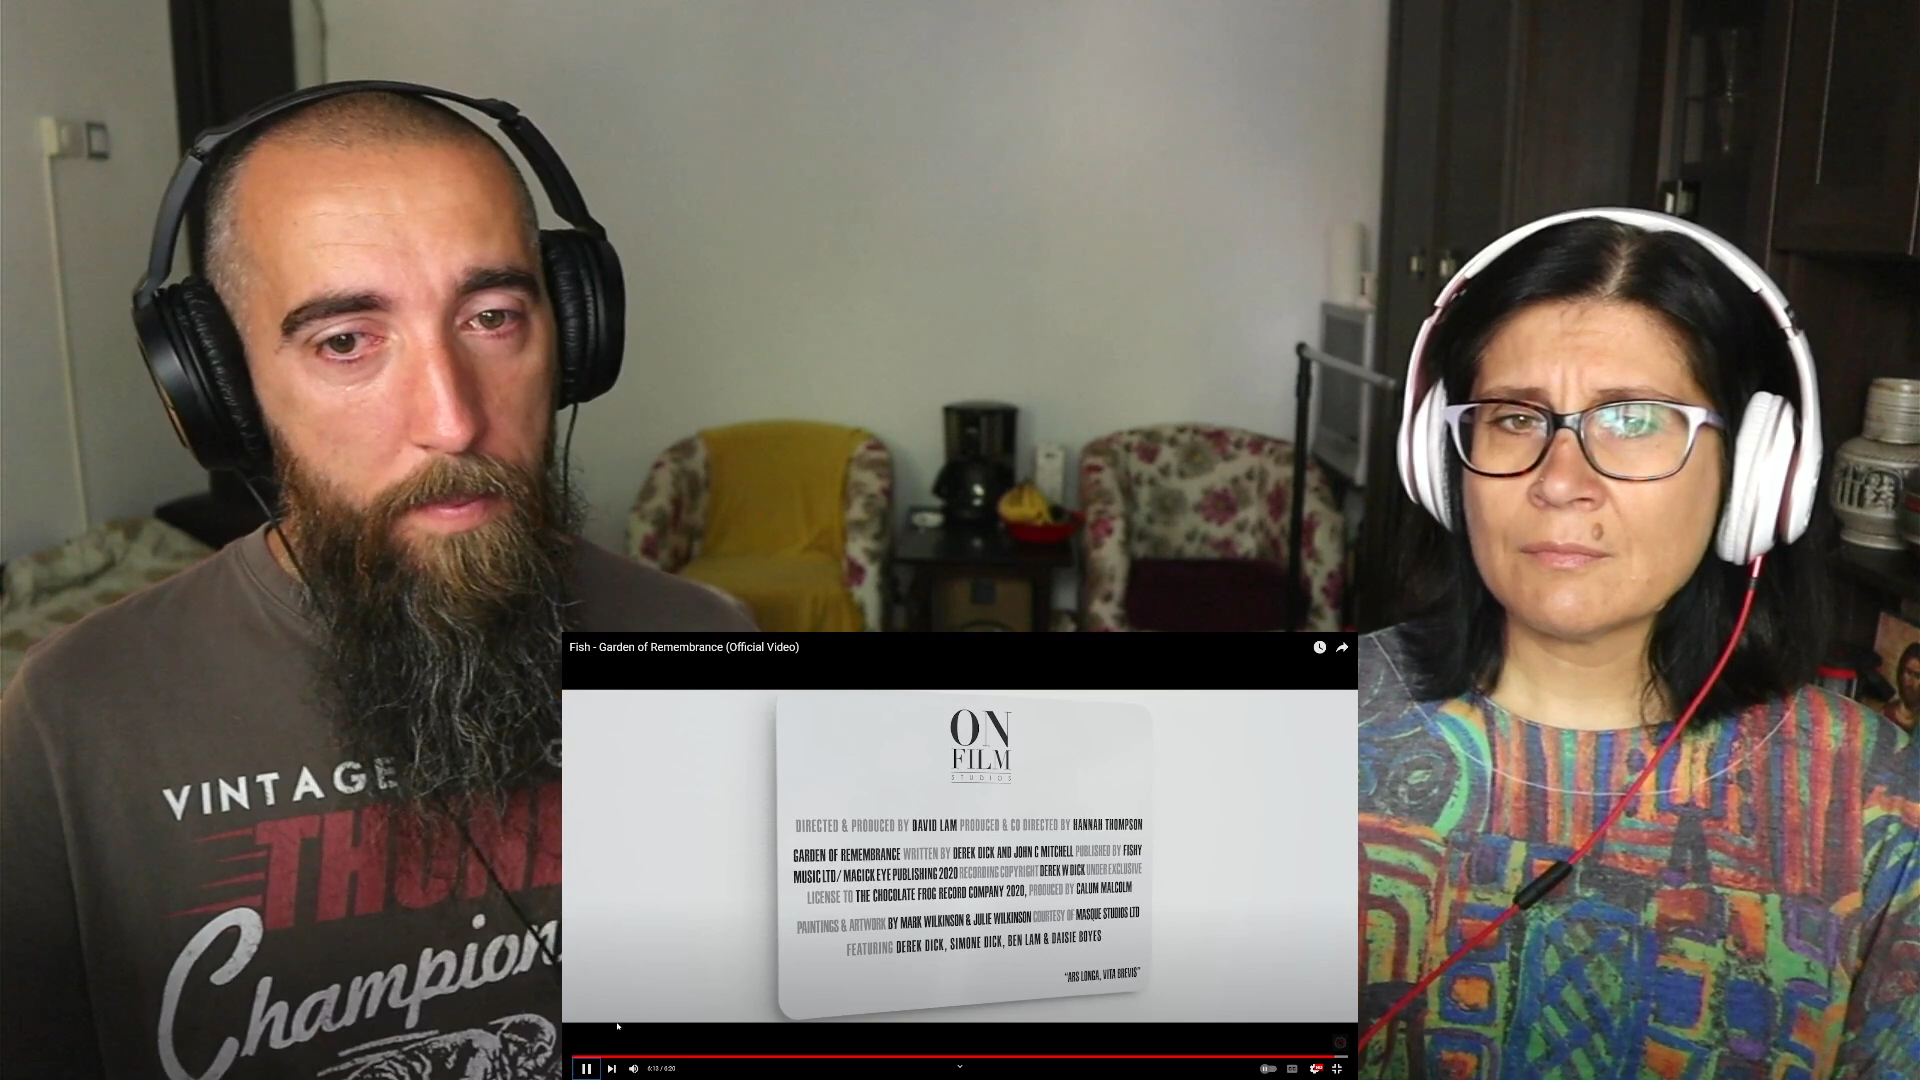 Fish - Garden of Remembrance (Official Video)
ON
FILM
STUDIOS
DIRECTED & PRODUCED BY DAVID LAM PRODUCED & CO DIRECTED BY HANNAH THOMPSON
GARDEN OF REMEMBRANCE WRITTEN BY DEREK DICK AND JOHN C MITCHELL PUBLISHED BY FISHY
MUSIC LTD/ MAGICK EYE PUBLISHING 2020 RECORDING COPYRIGHT DEREK W DICK UNDER EXCLUSIVE
LICENSE TO THE CHOCOLATE FROG RECORD COMPANY 2020, PRODUCED BY CALUM MALCOLM
PAINTINGS & ARTWORK BY MARK WILKINSON & JULIE WILKINSON COURTESY OF MASQUE STUDIOS LTD
FEATURING DEREK DICK, SIMONE DICK, BEN LAM & DAISIE BOYES
"ARS LONGA, VITA BREVIS"
6:13 / 6:20
VINTAGE
Champion